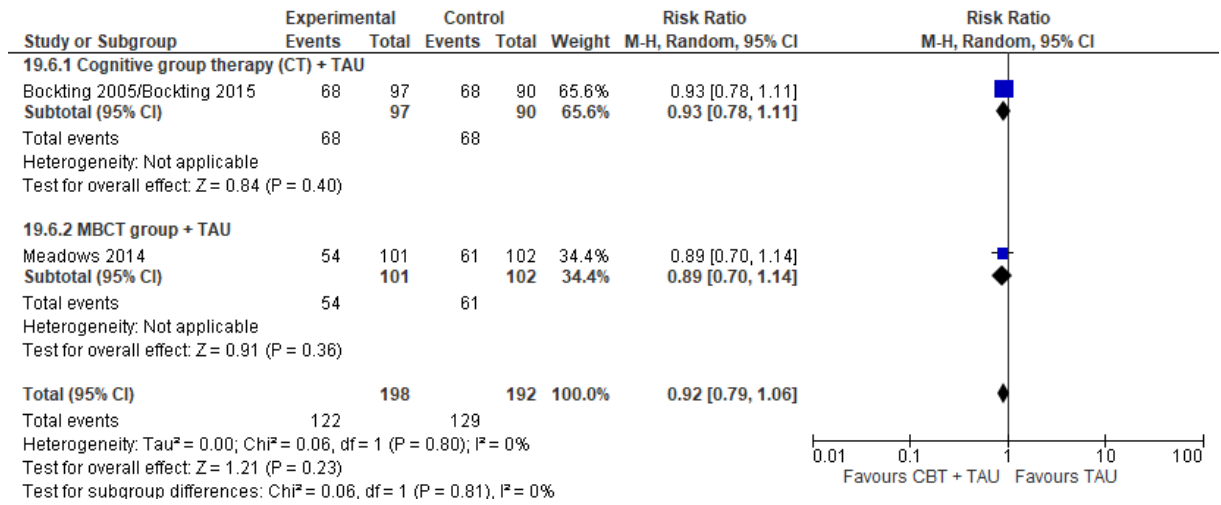 Experimental Control Risk Ratio Risk Ratio
Study or Subgroup Events Total Events Total Weight M-H, Random, 95% CI M-H, Random, 95% CI
19.6.1 Cognitive group therapy (CT) + TAU
Bockting 2005/Bockting 2015 68 97 68 90 65.6% 0.93 [0.78, 1.11]
Subtotal (95% CI) 97 90 65.6% 0.93 [0.78, 1.11]
Total events 68 68
Heterogeneity: Not applicable
Test for overall effect: Z = 0.84 (P = 0.40)
19.6.2 MBCT group + TAU
Meadows 2014 54 101 61 102 34.4% 0.89 [0.70, 1.14]
Subtotal (95% CI) 101 102 34.4% 0.89 [0.70, 1.14]
Total events 54 61
Heterogeneity: Not applicable
Test for overall effect: Z = 0.91 (P = 0.36)
Total (95% CI) 198 192 100.0% 0.92 [0.79, 1.06]
Total events 122 129
Heterogeneity: Tau² = 0.00; Chi² = 0.06, df = 1 (P = 0.80); I² = 0%
Test for overall effect: Z = 1.21 (P = 0.23)
Test for subgroup differences: Chi² = 0.06, df = 1 (P = 0.81), I² = 0%
0.01 0.1 1 10 100
Favours CBT + TAU Favours TAU